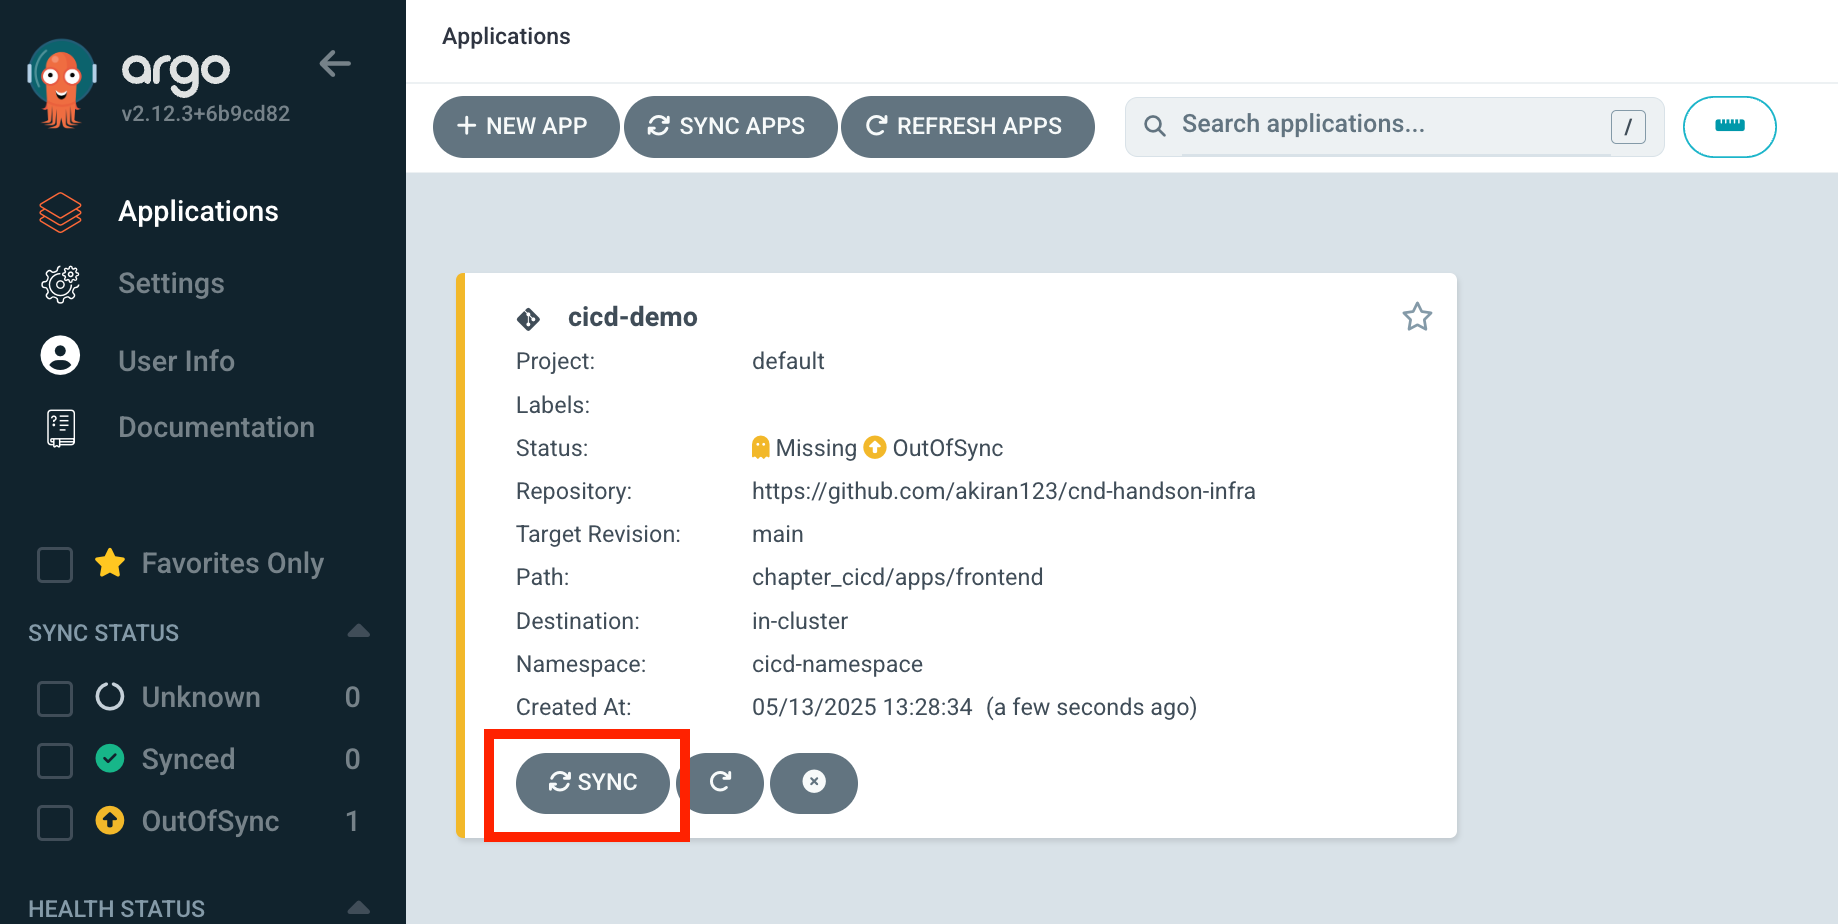 argo
v2.12.3+6b9cd82
Applications
Settings
User Info
Documentation
Favorites Only
SYNC STATUS
Unknown 0
Synced 0
OutOfSync 1
HEALTH STATUS
Applications
+ NEW APP SYNC APPS REFRESH APPS Search applications... /
cicd-demo
Project: default
Labels:
Status: Missing OutOfSync
Repository: https://github.com/akiran123/cnd-handson-infra
Target Revision: main
Path: chapter_cicd/apps/frontend
Destination: in-cluster
Namespace: cicd-namespace
Created At: 05/13/2025 13:28:34 (a few seconds ago)
SYNC